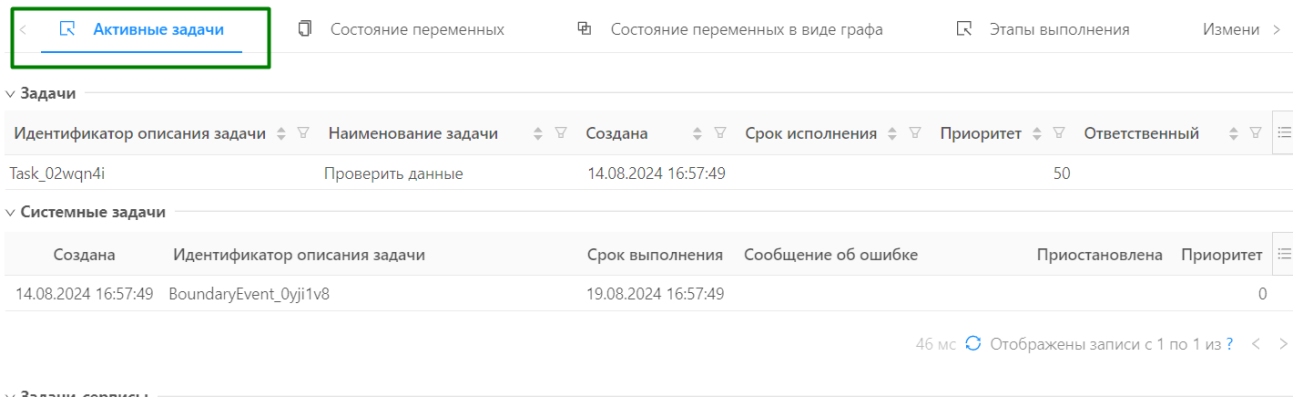 Активные задачи Состояние переменных Состояние переменных в виде графа Этапы выполнения Измени
Задачи
Идентификатор описания задачи Наименование задачи Создана Срок исполнения Приоритет Ответственный
Task_02wqn4i Проверить данные 14.08.2024 16:57:49 50
Системные задачи
Создана Идентификатор описания задачи Срок выполнения Сообщение об ошибке Приостановлена Приоритет
14.08.2024 16:57:49 BoundaryEvent_0yji1v8 19.08.2024 16:57:49 0
46 мс Отображены записи с 1 по 1 из ?
Задачи-сервисы